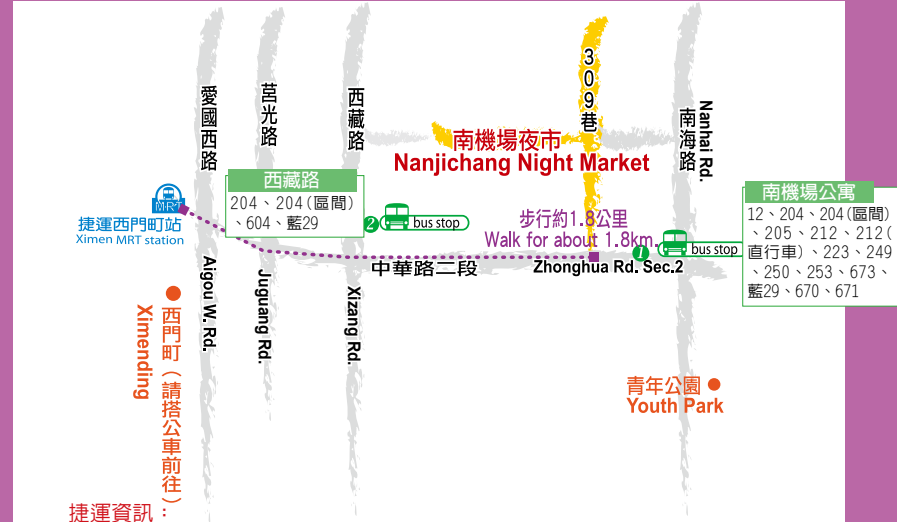 愛國西路
莒光路
西藏路
309巷
南海路
Nanhai Rd.
南機場夜市
Nanjichang Night Market
西藏路
204、204(區間)
、604、藍29
2
bus stop
MRT
捷運西門町站
Ximen MRT station
步行約1.8公里
Walk for about 1.8km.
1
bus stop
南機場公寓
12、204、204(區間)
、205、212、212(
直行車)、223、249
、250、253、673、
藍29、670、671
中華路二段
Zhonghua Rd. Sec.2
Aigou W. Rd.
Juguang Rd.
Xizang Rd.
西門町（請搭公車前往）：
Ximending
青年公園
Youth Park
捷運資訊：